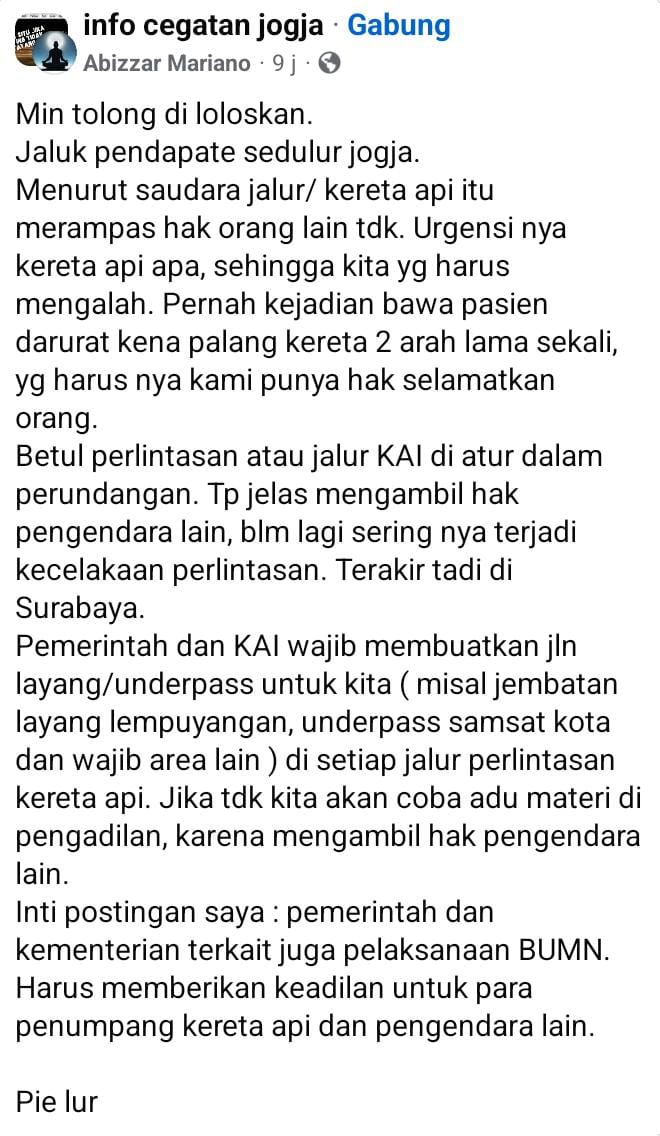 info cegatan jogja · Gabung
Abizzar Mariano · 9 j ·
Min tolong di loloskan.
Jaluk pendapate sedulur jogja.
Menurut saudara jalur/ kereta api itu
merampas hak orang lain tdk. Urgensi nya
kereta api apa, sehingga kita yg harus
mengalah. Pernah kejadian bawa pasien
darurat kena palang kereta 2 arah lama sekali,
yg harus nya kami punya hak selamatkan
orang.
Betul perlintasan atau jalur KAI di atur dalam
perundangan. Tp jelas mengambil hak
pengendara lain, blm lagi sering nya terjadi
kecelakaan perlintasan. Terakir tadi di
Surabaya.
Pemerintah dan KAI wajib membuatkan jln
layang/underpass untuk kita ( misal jembatan
layang lempuyangan, underpass samsat kota
dan wajib area lain ) di setiap jalur perlintasan
kereta api. Jika tdk kita akan coba adu materi di
pengadilan, karena mengambil hak pengendara
lain.
Inti postingan saya : pemerintah dan
kementerian terkait juga pelaksanaan BUMN.
Harus memberikan keadilan untuk para
penumpang kereta api dan pengendara lain.
Pie lur